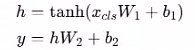 h = tanh(x_{cls}W_1 + b_1)
y = hW_2 + b_2